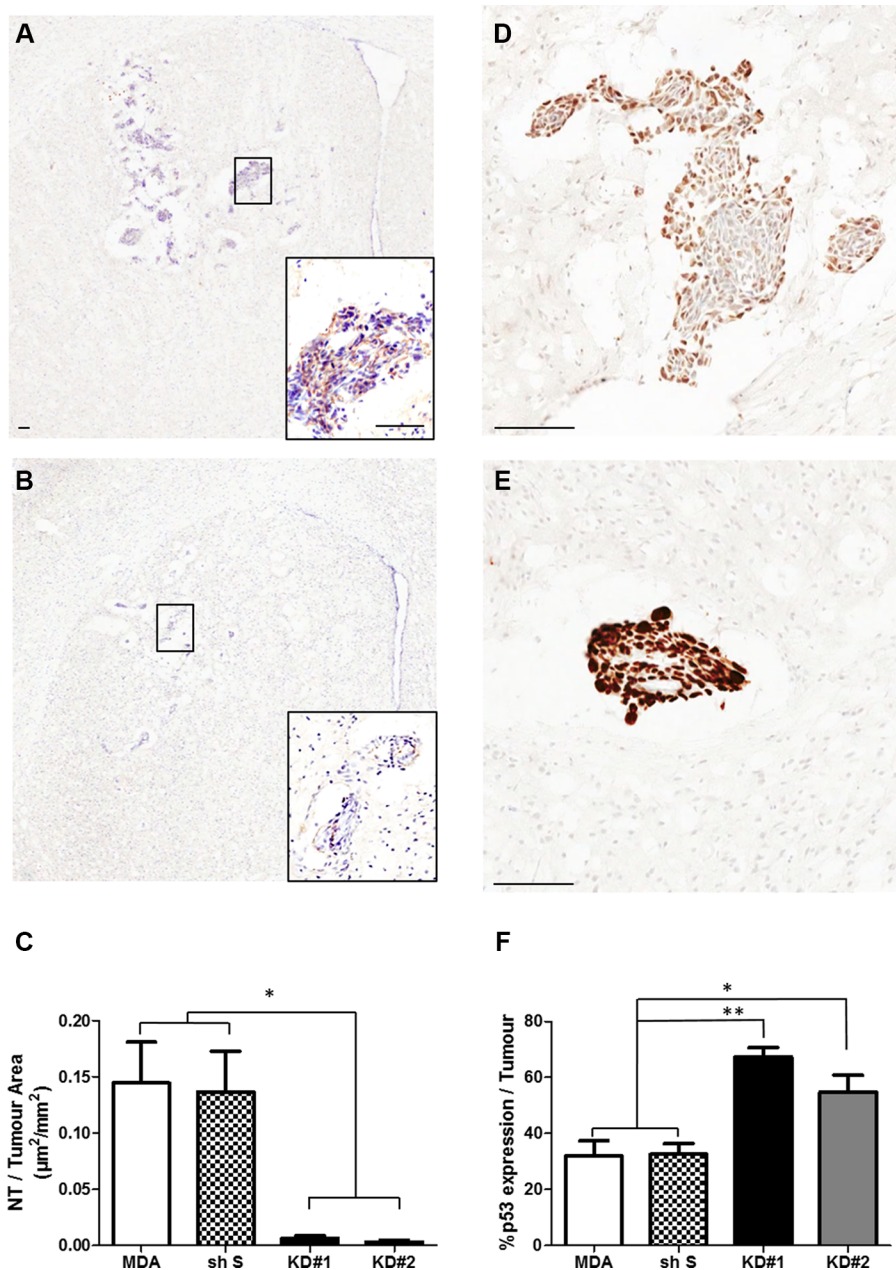 A
D
B
E
C
NT / Tumour Area
(µm²/mm²)
0.20
0.15
0.10
0.05
0.00
*
MDA sh S KD#1 KD#2
F
%p53 expression / Tumour
80
60
40
20
0
*
**
MDA sh S KD#1 KD#2